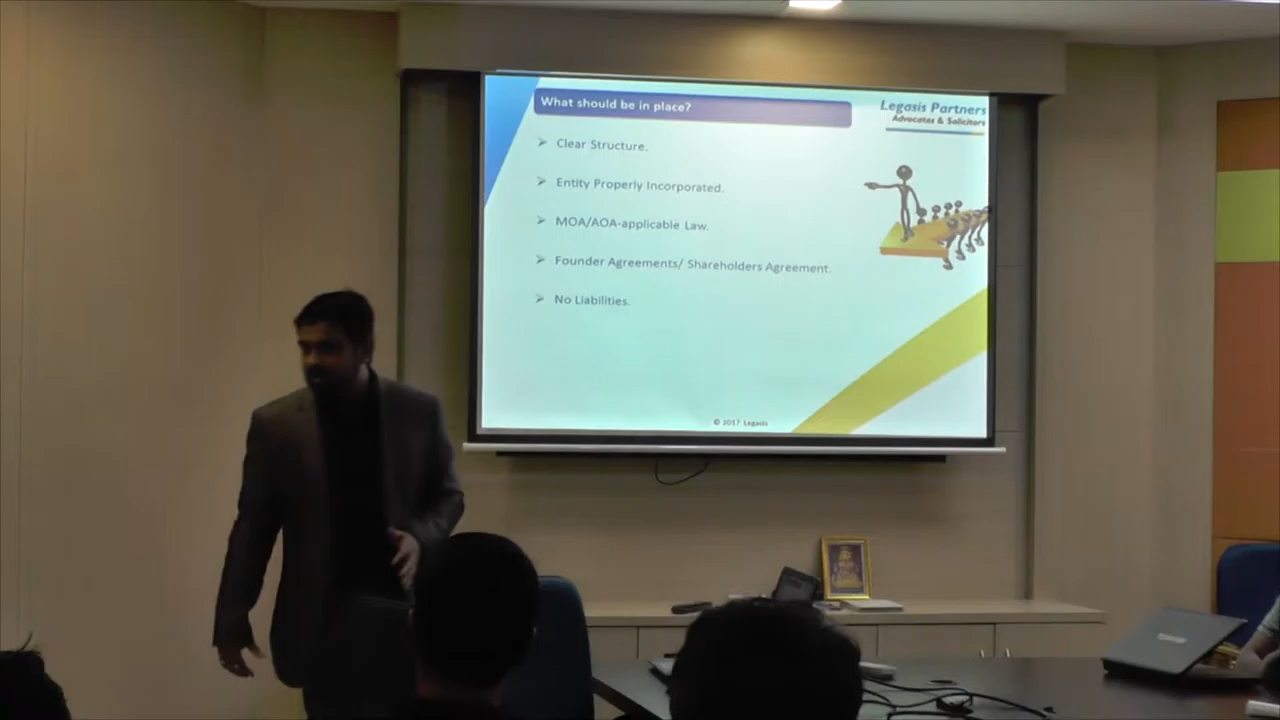 What should be in place?
Legasis Partners
Advocates & Solicitors
Clear Structure.
Entity Properly Incorporated.
MOA/AOA-applicable Law.
Founder Agreements/ Shareholders Agreement.
No Liabilities.
© 2017 Legasis